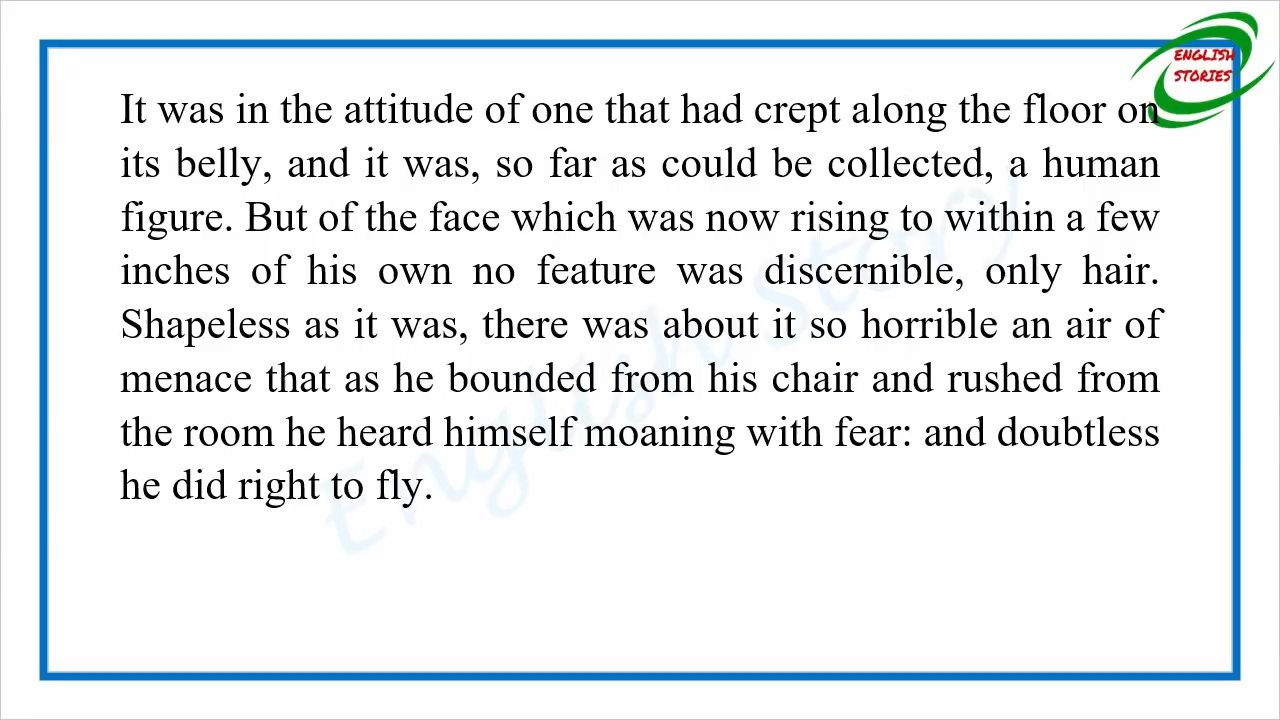 ENGLISH
STORIES
It was in the attitude of one that had crept along the floor on
its belly, and it was, so far as could be collected, a human
figure. But of the face which was now rising to within a few
inches of his own no feature was discernible, only hair.
Shapeless as it was, there was about it so horrible an air of
menace that as he bounded from his chair and rushed from
the room he heard himself moaning with fear: and doubtless
he did right to fly.
English Story